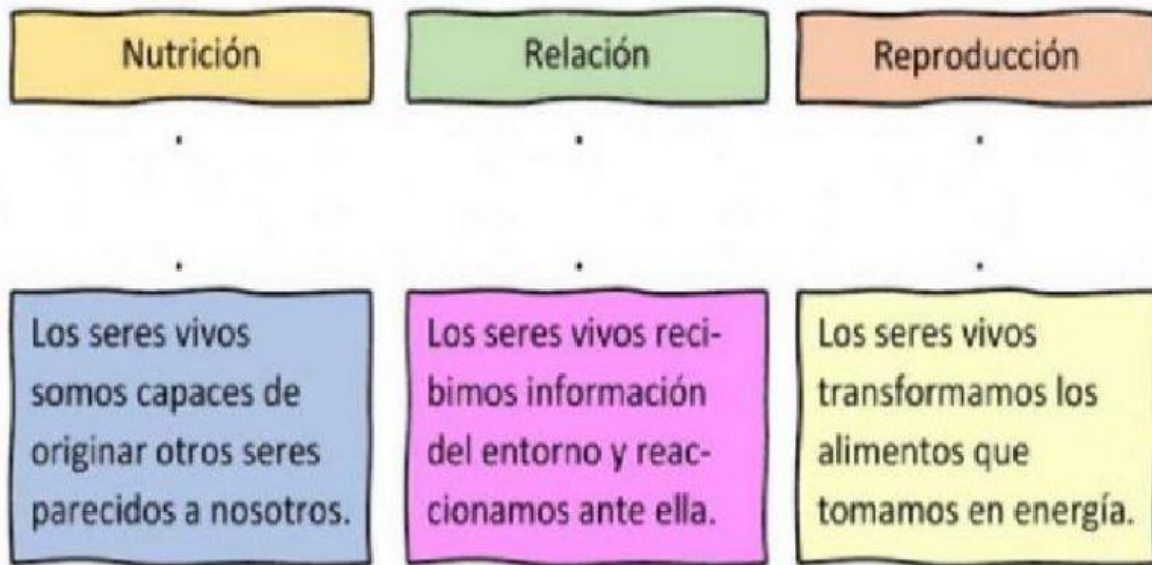 Nutrición
Relación
Reproducción
Los seres vivos
somos capaces de
originar otros seres
parecidos a nosotros.
Los seres vivos reci-
bimos información
del entorno y reac-
cionamos ante ella.
Los seres vivos
transformamos los
alimentos que
tomamos en energía.